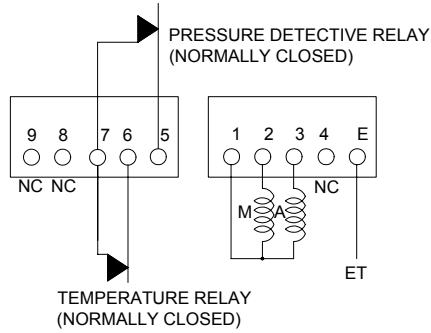 PRESSURE DETECTIVE RELAY
(NORMALLY CLOSED)
9 8 7 6 5
NC NC
1 2 3 4 E
NC
M A
ET
TEMPERATURE RELAY
(NORMALLY CLOSED)